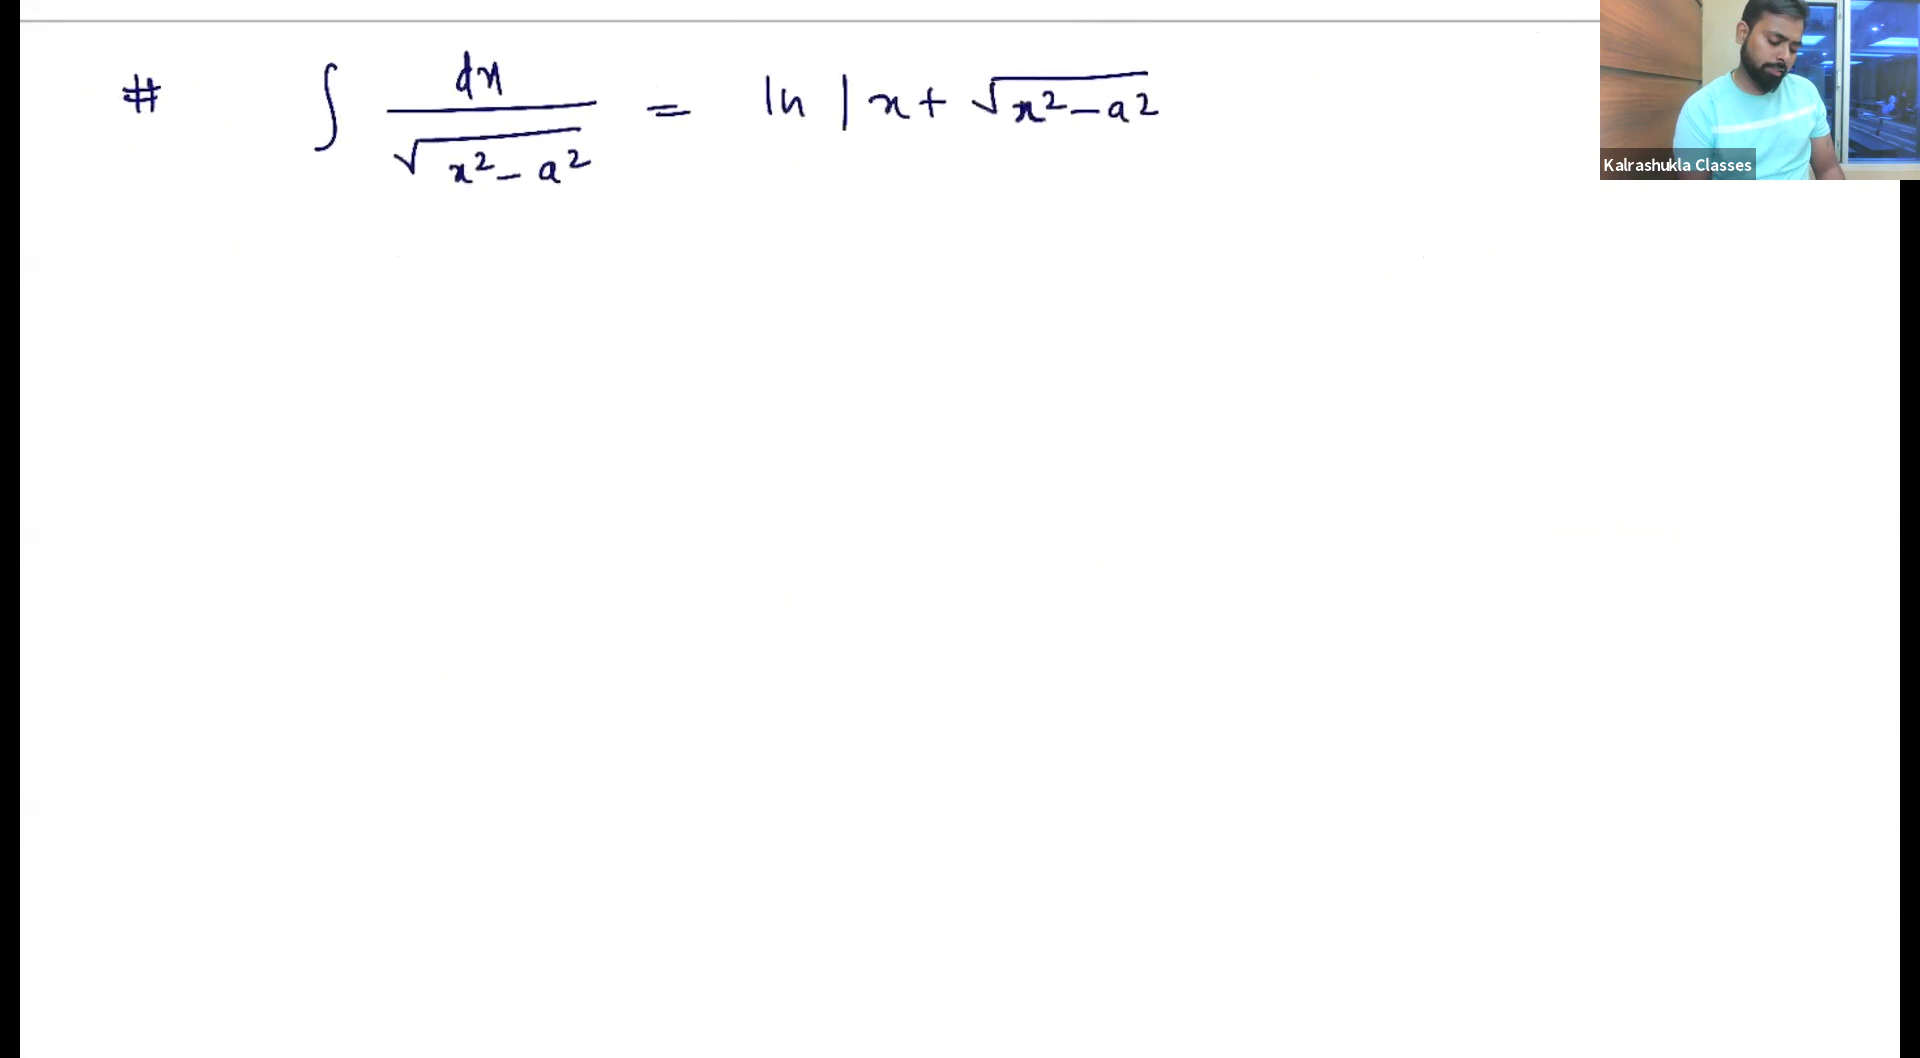 # ∫ dx / √(x² - a²) = ln |x + √(x² - a²)
Kalrashukla Classes